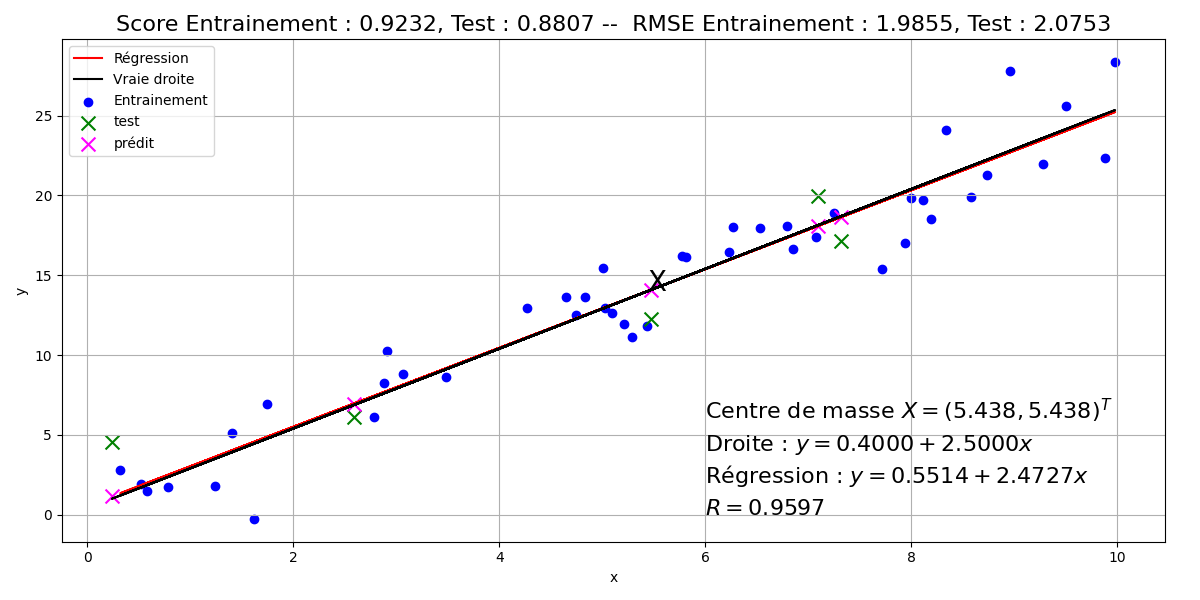 Score Entrainement : 0.9232, Test : 0.8807 --  RMSE Entrainement : 1.9855, Test : 2.0753
Régression
Vraie droite
Entrainement
test
prédit
25
20
15
10
5
0
y
X
Centre de masse X = (5.438, 5.438)^T
Droite : y = 0.4000 + 2.5000x
Régression : y = 0.5514 + 2.4727x
R = 0.9597
0 2 4 6 8 10
x